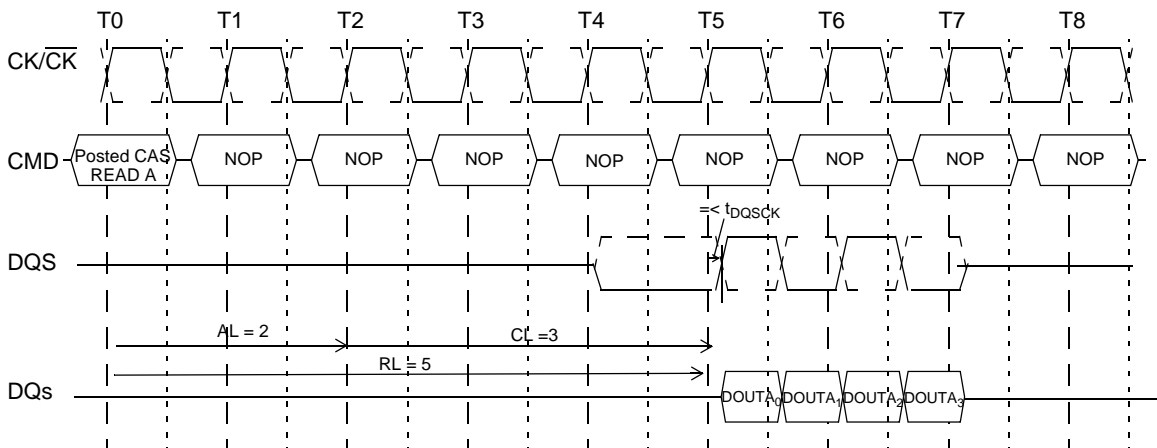 T0 T1 T2 T3 T4 T5 T6 T7 T8
CK/C̅K̅
CMD Posted CAS NOP NOP NOP NOP NOP NOP NOP NOP
READ A
=< tDQSCK
DQS
AL = 2 CL =3
RL = 5
DQs DOUTA0 DOUTA1 DOUTA2 DOUTA3